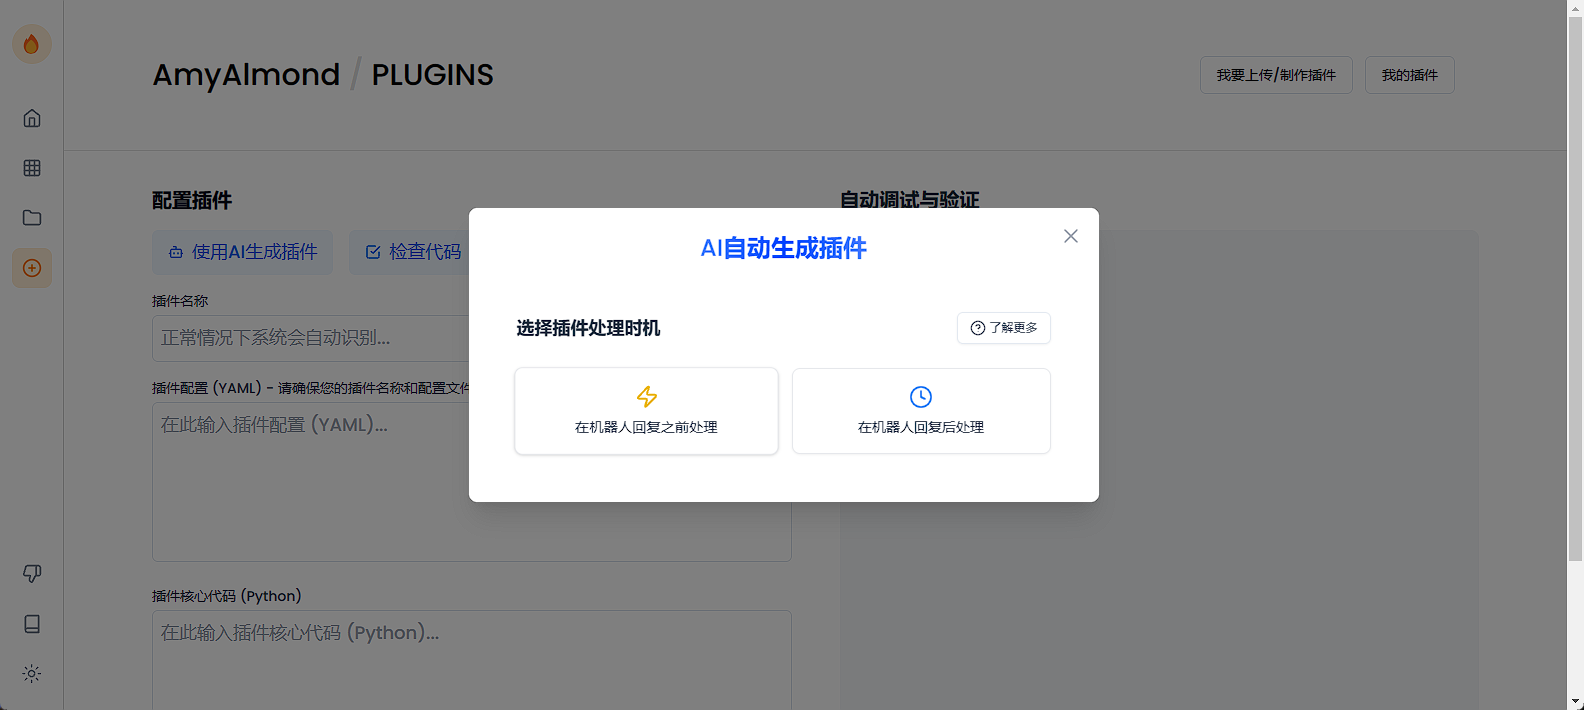 AmyAlmond / PLUGINS
我要上传/制作插件
我的插件
配置插件
自动调试与验证
使用AI生成插件
检查代码
插件名称
正常情况下系统会自动识别...
插件配置 (YAML) - 请确保您的插件名称和配置文件
在此输入插件配置 (YAML)...
插件核心代码 (Python)
在此输入插件核心代码 (Python)...
AI自动生成插件
选择插件处理时机
了解更多
在机器人回复之前处理
在机器人回复后处理